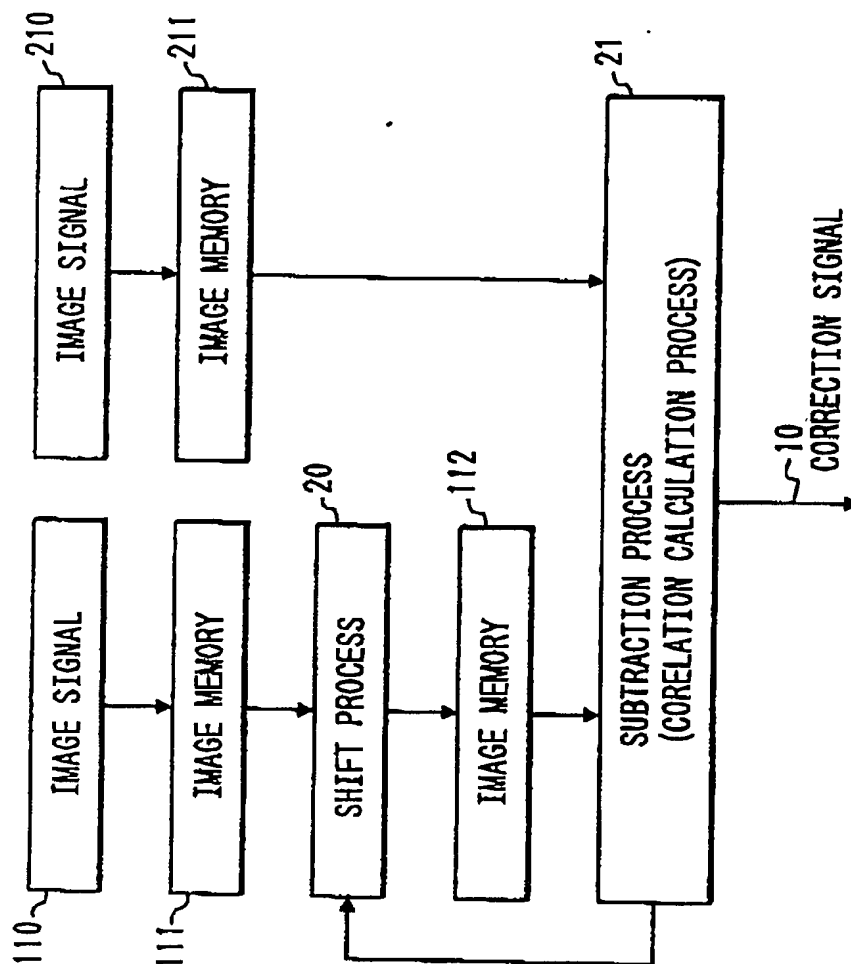 110
IMAGE SIGNAL
210
IMAGE SIGNAL
111
IMAGE MEMORY
211
IMAGE MEMORY
20
SHIFT PROCESS
112
IMAGE MEMORY
21
SUBTRACTION PROCESS
(CORELATION CALCULATION PROCESS)
10
CORRECTION SIGNAL